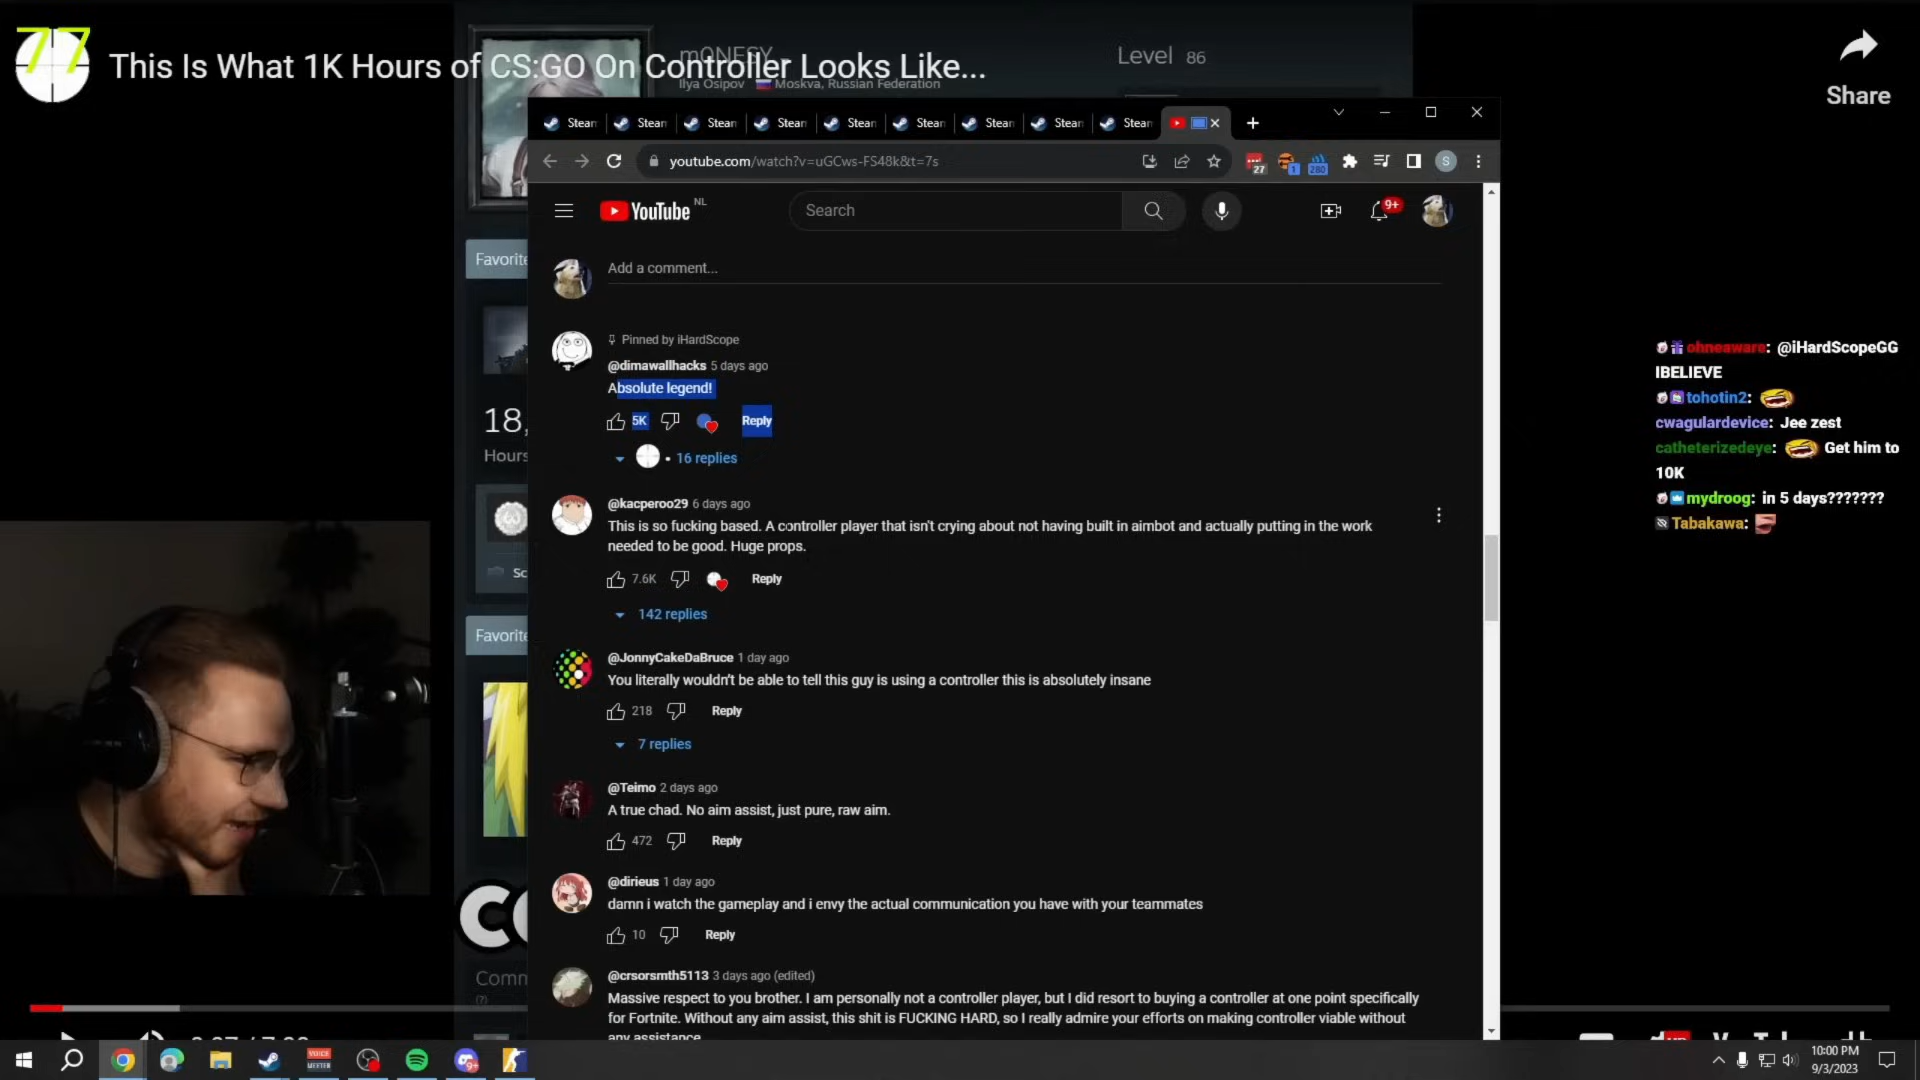 77
This Is What 1K Hours of CS:GO On Controller Looks Like...
m0NESY
Ilya Osipov Moskva, Russian Federation
Level 86
Share
Steam Steam Steam Steam Steam Steam Steam Steam Steam
youtube.com/watch?v=uGCws-FS48k&t=7s
27 1 280 S
YouTube NL
Search
9+
Favorite
Add a comment...
Pinned by iHardScope
@dimawallhacks 5 days ago
Absolute legend!
5K Reply
16 replies
18,
Hours
@kacperoo29 6 days ago
This is so fucking based. A controller player that isn't crying about not having built in aimbot and actually putting in the work
needed to be good. Huge props.
7.6K Reply
142 replies
Sc
Favorite
@JonnyCakeDaBruce 1 day ago
You literally wouldn't be able to tell this guy is using a controller this is absolutely insane
218 Reply
7 replies
@Teimo 2 days ago
A true chad. No aim assist, just pure, raw aim.
472 Reply
@dirieus 1 day ago
damn i watch the gameplay and i envy the actual communication you have with your teammates
10 Reply
@crsorsmth5113 3 days ago (edited)
Massive respect to you brother. I am personally not a controller player, but I did resort to buying a controller at one point specifically
for Fortnite. Without any aim assist, this shit is FUCKING HARD, so I really admire your efforts on making controller viable without
any assistance
Comm
ohneaware: @iHardScopeGG
IBELIEVE
tohotin2:
cwagulardevice: Jee zest
catheterizedeye: Get him to
10K
mydroog: in 5 days???????
Tabakawa:
VOICE
MEETER
9+
10:00 PM
9/3/2023